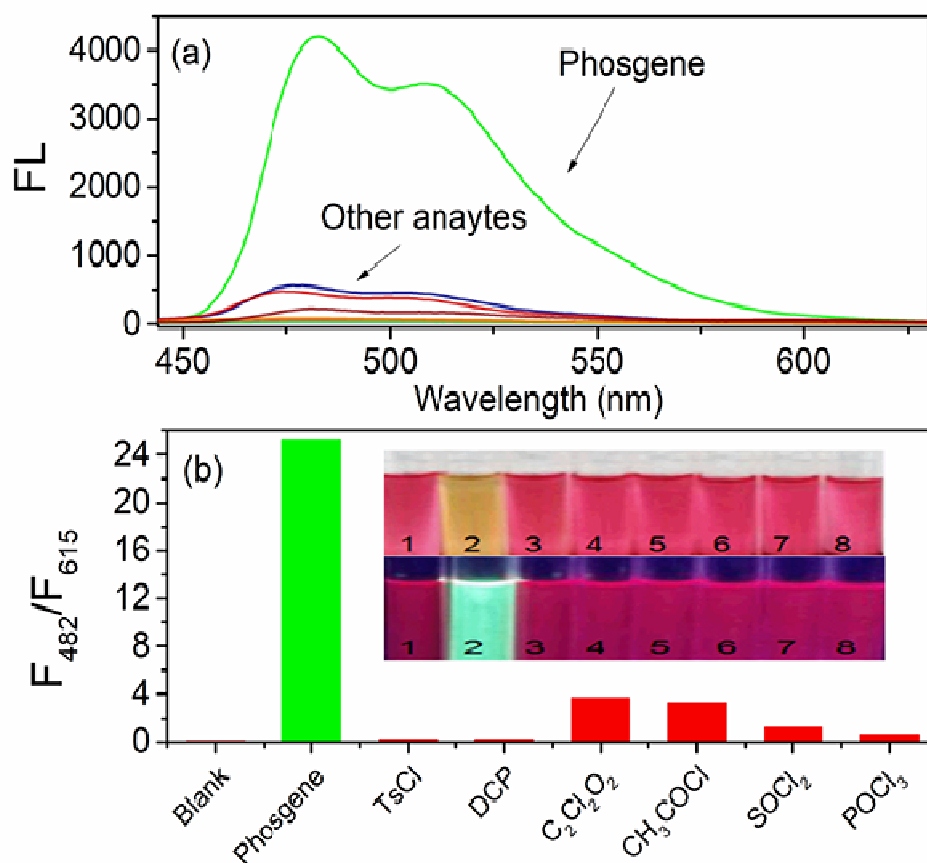 (a)
Phosgene
Other anaytes
FL
4000
3000
2000
1000
0
450 500 550 600
Wavelength (nm)
(b)
F482/F615
24
20
16
12
8
4
0
1 2 3 4 5 6 7 8
1 2 3 4 5 6 7 8
Blank
Phosgene
TsCl
DCP
C2Cl2O2
CH3COCl
SOCl2
POCl3